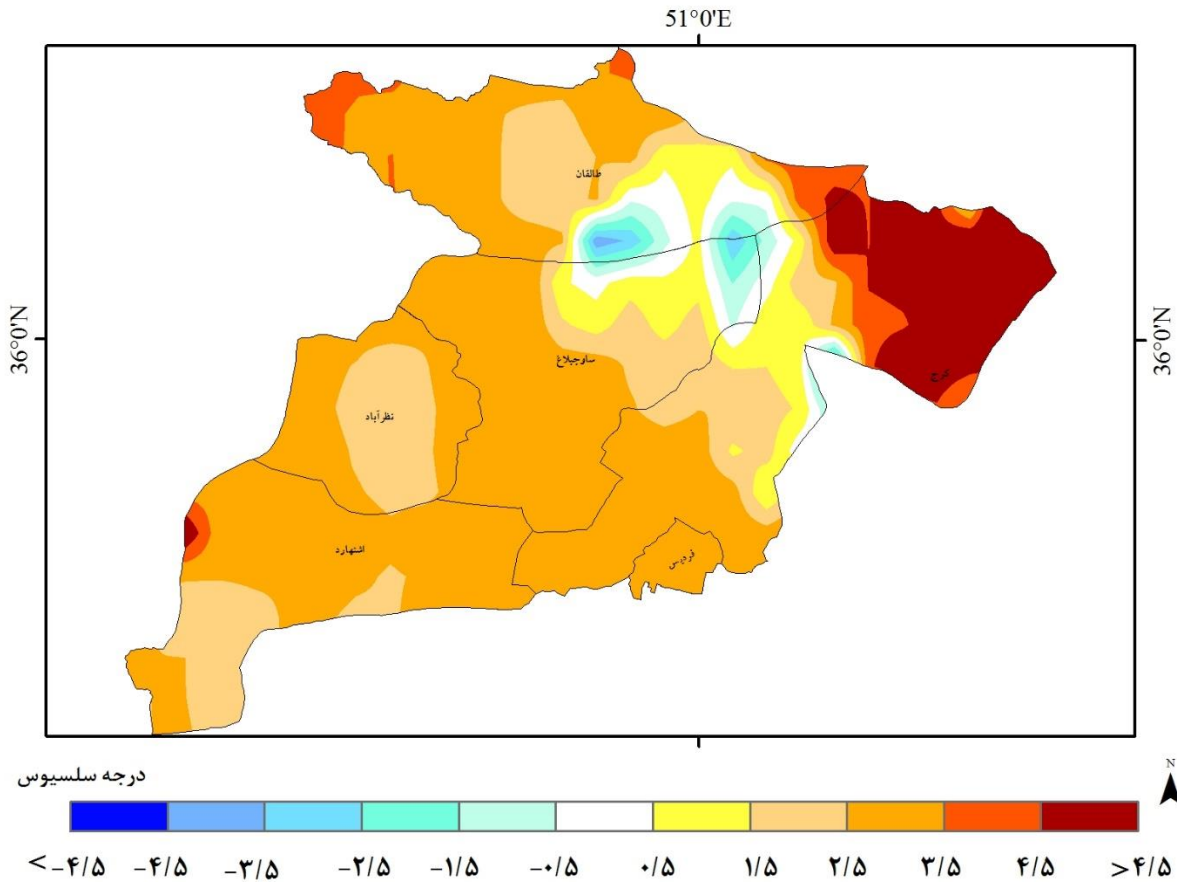 51°0'E
طالقان
36°0'N
36°0'N
ساوجبلاغ
کرج
نظرآباد
اشتهارد
فردیس
درجه سلسیوس
N
< -۴/۵ -۴/۵ -۳/۵ -۲/۵ -۱/۵ -۰/۵ ۰/۵ ۱/۵ ۲/۵ ۳/۵ ۴/۵ >۴/۵